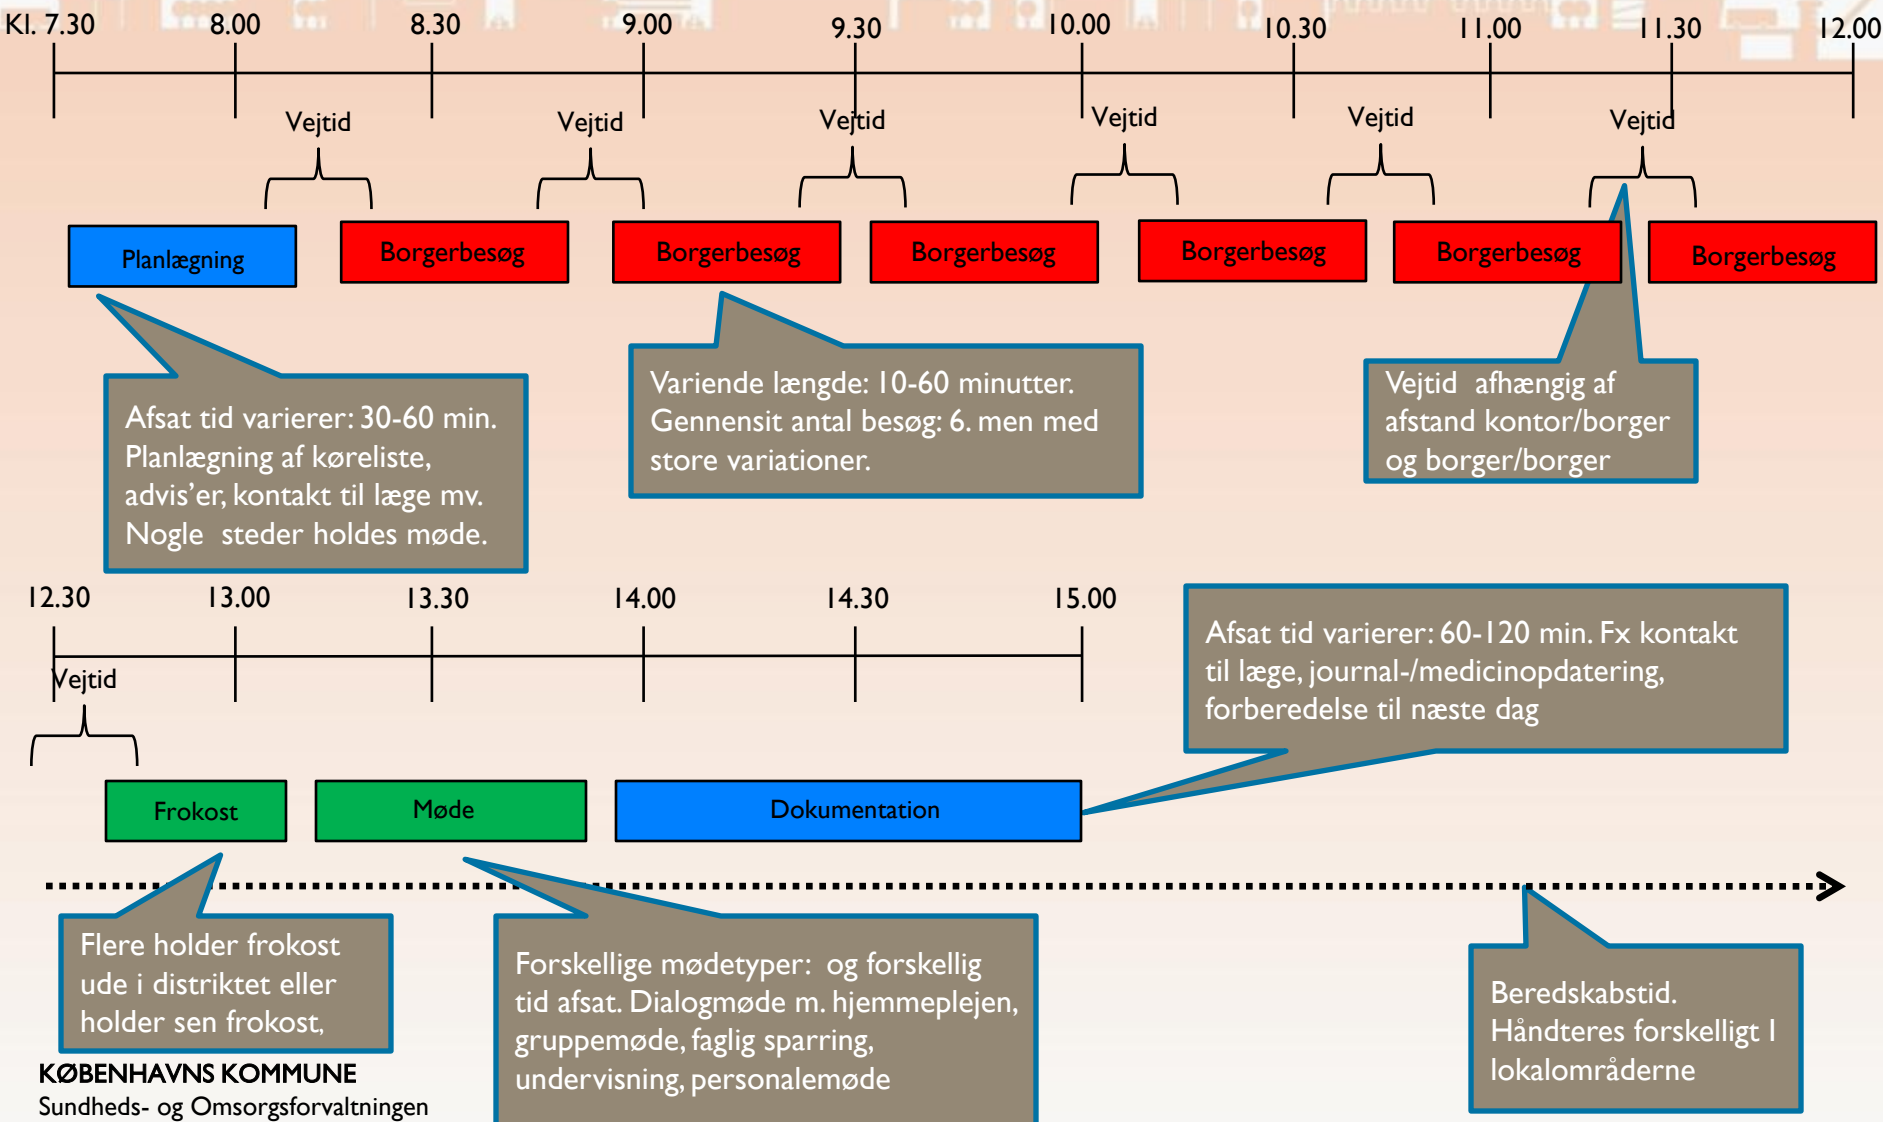 Kl. 7.30 8.00 8.30 9.00 9.30 10.00 10.30 11.00 11.30 12.00
Vejtid Vejtid Vejtid Vejtid Vejtid Vejtid
Planlægning Borgerbesøg Borgerbesøg Borgerbesøg Borgerbesøg Borgerbesøg Borgerbesøg
Afsat tid varierer: 30-60 min.
Planlægning af køreliste,
advis’er, kontakt til læge mv.
Nogle steder holdes møde.
Variende længde: 10-60 minutter.
Gennensit antal besøg: 6. men med
store variationer.
Vejtid afhængig af
afstand kontor/borger
og borger/borger
12.30 13.00 13.30 14.00 14.30 15.00
Vejtid
Afsat tid varierer: 60-120 min. Fx kontakt
til læge, journal-/medicinopdatering,
forberedelse til næste dag
Frokost Møde Dokumentation
Flere holder frokost
ude i distriktet eller
holder sen frokost,
Forskellige mødetyper: og forskellig
tid afsat. Dialogmøde m. hjemmeplejen,
gruppemøde, faglig sparring,
undervisning, personalemøde
Beredskabstid.
Håndteres forskelligt I
lokalområderne
KØBENHAVNS KOMMUNE
Sundheds- og Omsorgsforvaltningen